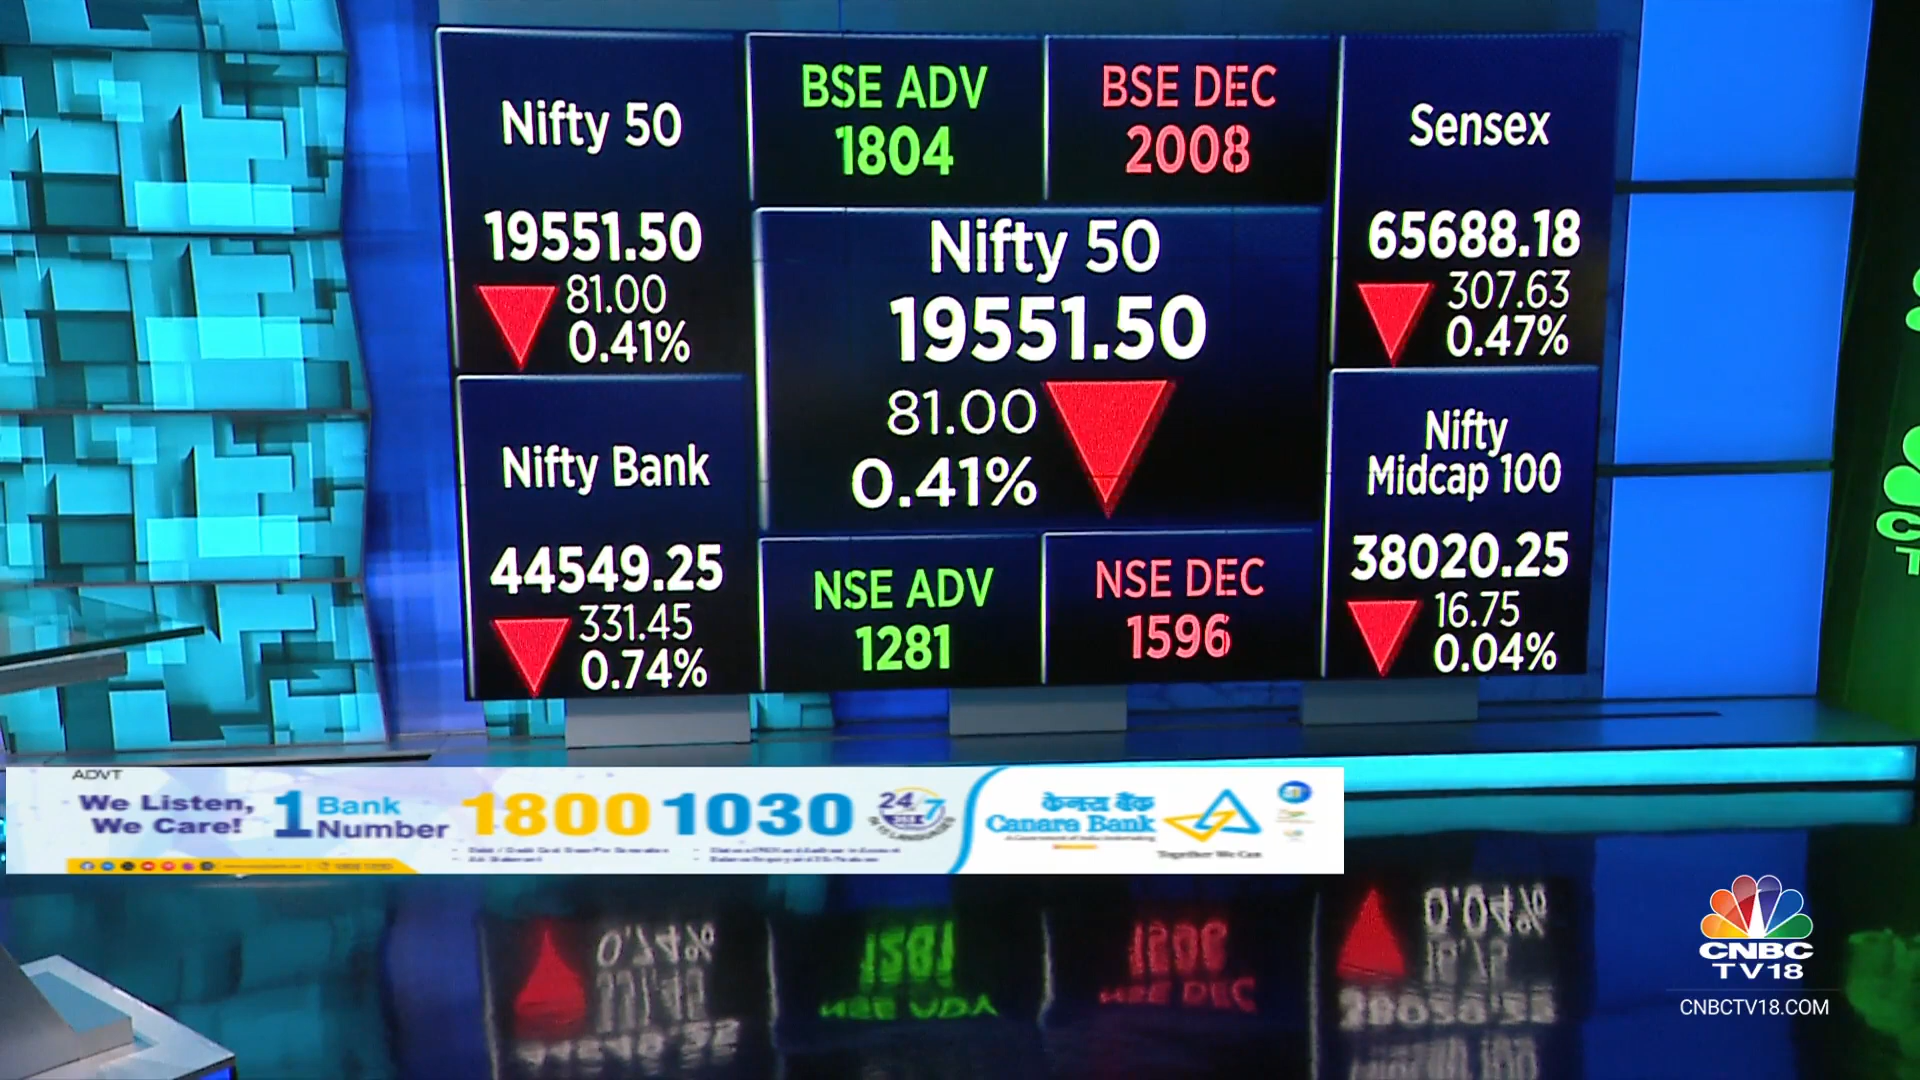 Nifty 50
19551.50
81.00
0.41%
BSE ADV
1804
BSE DEC
2008
Sensex
65688.18
307.63
0.47%
Nifty 50
19551.50
81.00
0.41%
Nifty Bank
44549.25
331.45
0.74%
NSE ADV
1281
NSE DEC
1596
Nifty
Midcap 100
38020.25
16.75
0.04%
ADVT
We Listen,
We Care!
1 Bank
Number
1800 1030
24 7
केनरा बैंक
Canara Bank
Together We Can
CNBC
TV18
CNBCTV18.COM